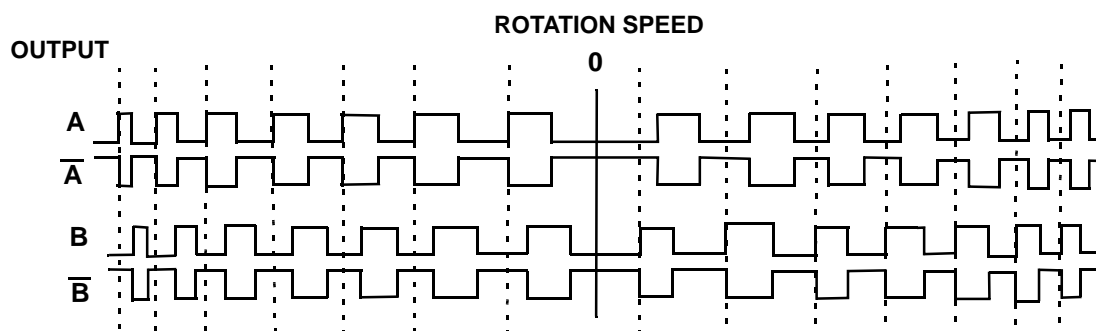 ROTATION SPEED
OUTPUT
0
A
A̅
B
B̅